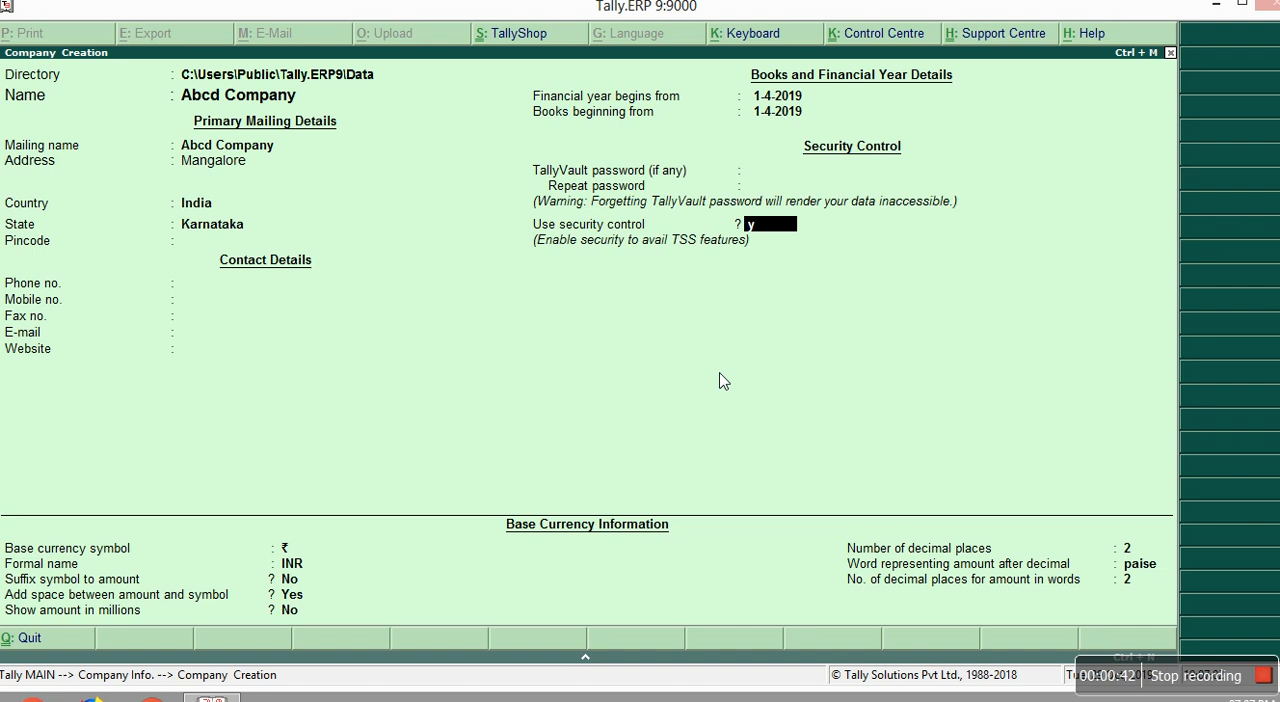 Tally.ERP 9:9000
P: Print E: Export M: E-Mail O: Upload S: TallyShop G: Language K: Keyboard K: Control Centre H: Support Centre H: Help
Company Creation Ctrl + M
Directory : C:\Users\Public\Tally.ERP9\Data
Name : Abcd Company
Primary Mailing Details
Mailing name : Abcd Company
Address : Mangalore
Country : India
State : Karnataka
Pincode :
Contact Details
Phone no. :
Mobile no. :
Fax no. :
E-mail :
Website :
Books and Financial Year Details
Financial year begins from : 1-4-2019
Books beginning from : 1-4-2019
Security Control
TallyVault password (if any) :
Repeat password :
(Warning: Forgetting TallyVault password will render your data inaccessible.)
Use security control ? y
(Enable security to avail TSS features)
Base Currency Information
Base currency symbol : ₹
Formal name : INR
Suffix symbol to amount ? No
Add space between amount and symbol ? Yes
Show amount in millions ? No
Number of decimal places : 2
Word representing amount after decimal : paise
No. of decimal places for amount in words : 2
Q: Quit
Ctrl + N
Tally MAIN --> Company Info. --> Company Creation © Tally Solutions Pvt Ltd., 1988-2018
00:00:42 Stop recording